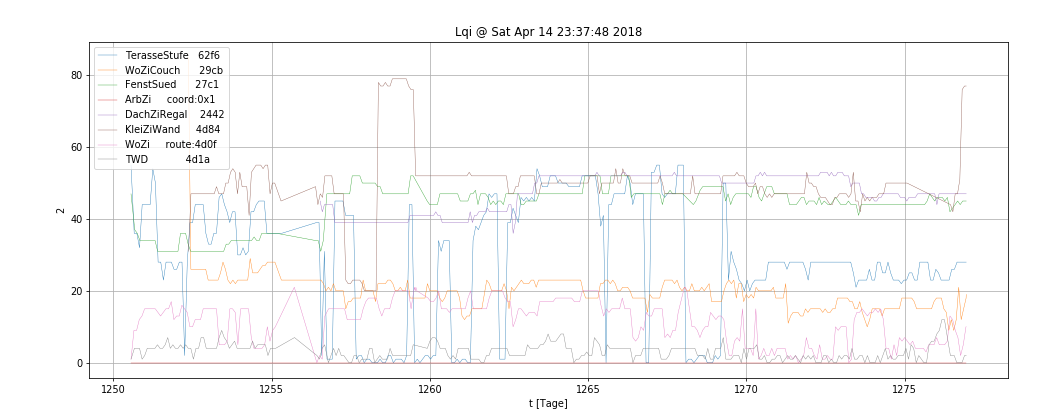 Lqi @ Sat Apr 14 23:37:48 2018
TerasseStufe 62f6
WoZiCouch 29cb
FenstSued 27c1
ArbZi coord:0x1
DachZiRegal 2442
KleiZiWand 4d84
WoZi route:4d0f
TWD 4d1a
80
60
40
20
0
2
1250 1255 1260 1265 1270 1275
t [Tage]